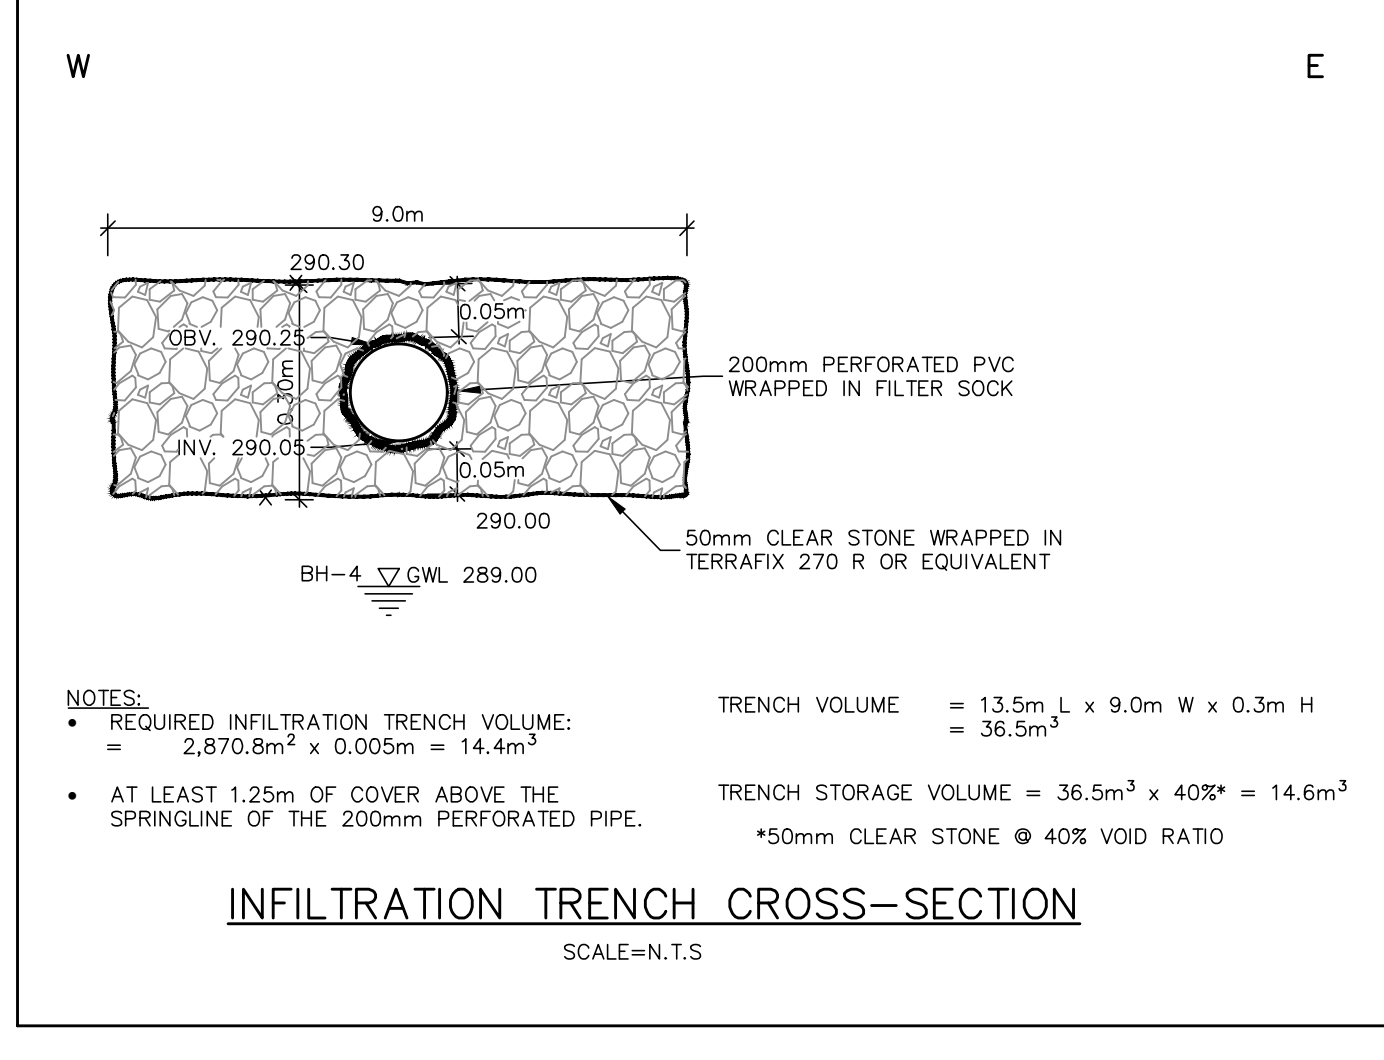 W
E
9.0m
290.30
0.05m
OBV. 290.25
0.30m
200mm PERFORATED PVC
WRAPPED IN FILTER SOCK
INV. 290.05
0.05m
290.00
50mm CLEAR STONE WRAPPED IN
TERRAFIX 270 R OR EQUIVALENT
BH-4 GWL 289.00
NOTES:
• REQUIRED INFILTRATION TRENCH VOLUME:
= 2,870.8m² x 0.005m = 14.4m³
• AT LEAST 1.25m OF COVER ABOVE THE
SPRINGLINE OF THE 200mm PERFORATED PIPE.
TRENCH VOLUME = 13.5m L x 9.0m W x 0.3m H
= 36.5m³
TRENCH STORAGE VOLUME = 36.5m³ x 40%* = 14.6m³
*50mm CLEAR STONE @ 40% VOID RATIO
INFILTRATION TRENCH CROSS-SECTION
SCALE=N.T.S